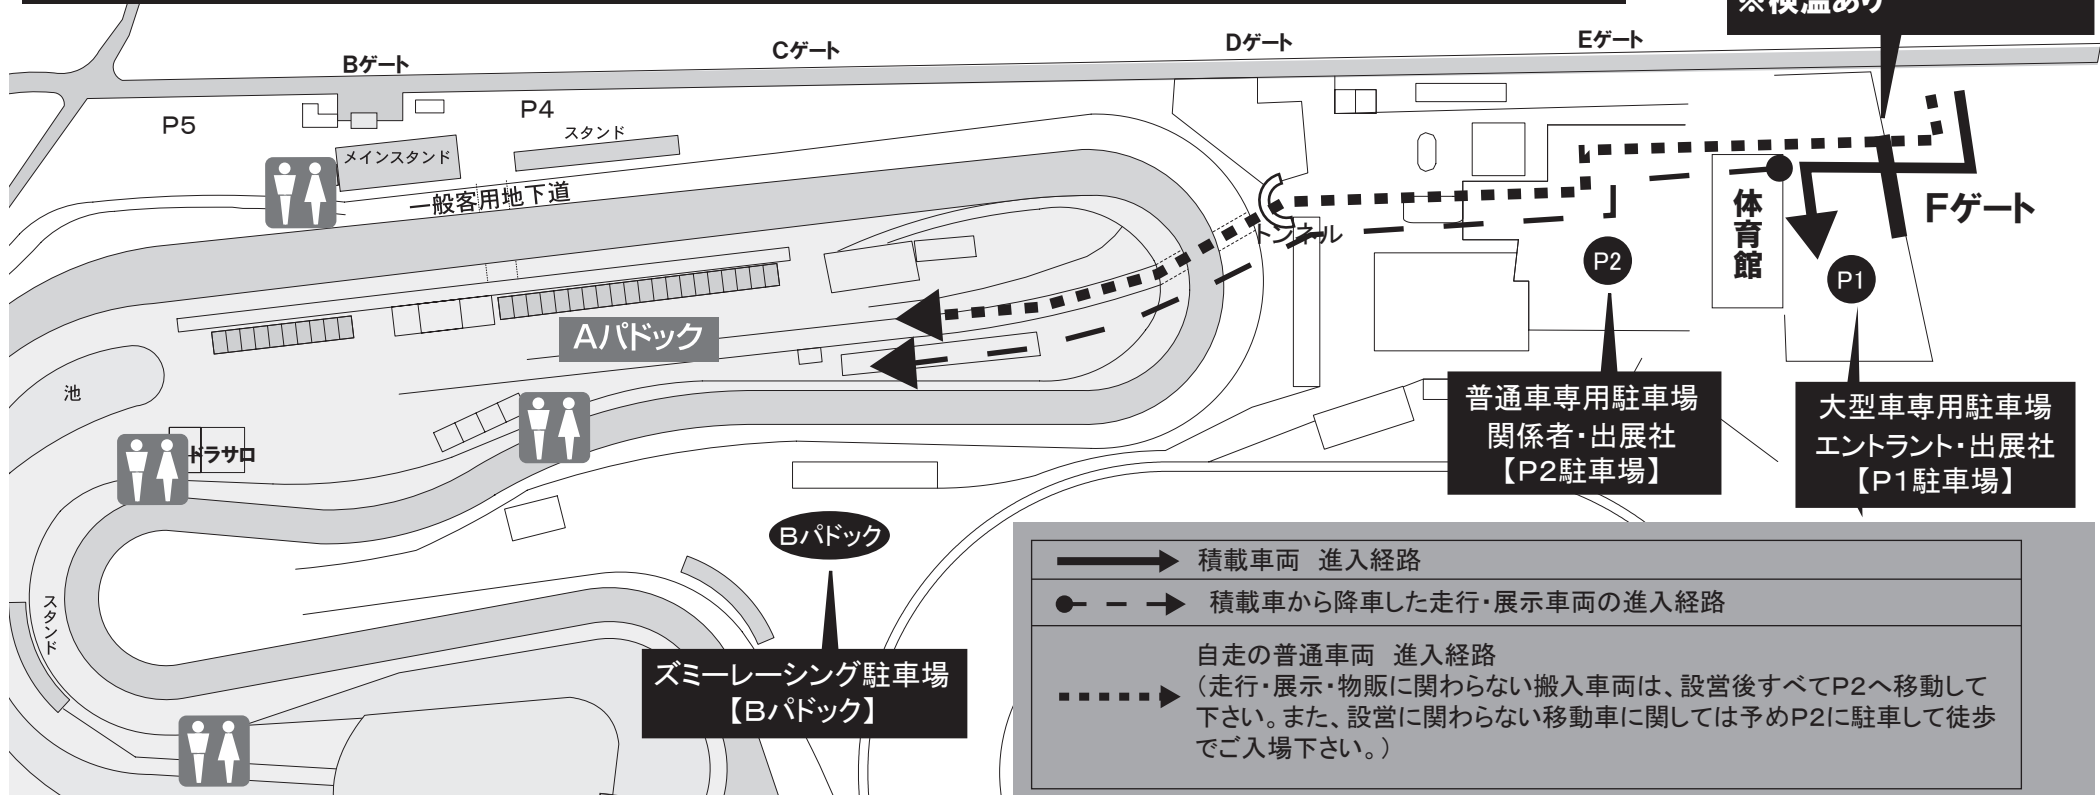 ※検温あり
Bゲート
Cゲート
Dゲート
Eゲート
P5
P4
スタンド
メインスタンド
一般客用地下道
トンネル
体育館
Fゲート
P2
P1
Aパドック
池
ドラサロ
普通車専用駐車場
関係者・出展社
【P2駐車場】
大型車専用駐車場
エントラント・出展社
【P1駐車場】
Bパドック
スタンド
ズミーレーシング駐車場
【Bパドック】
積載車両　進入経路
積載車から降車した走行・展示車両の進入経路
自走の普通車両　進入経路
（走行・展示・物販に関わらない搬入車両は、設営後すべてP2へ移動して
下さい。また、設営に関わらない移動車に関しては予めP2に駐車して徒歩
でご入場下さい。）